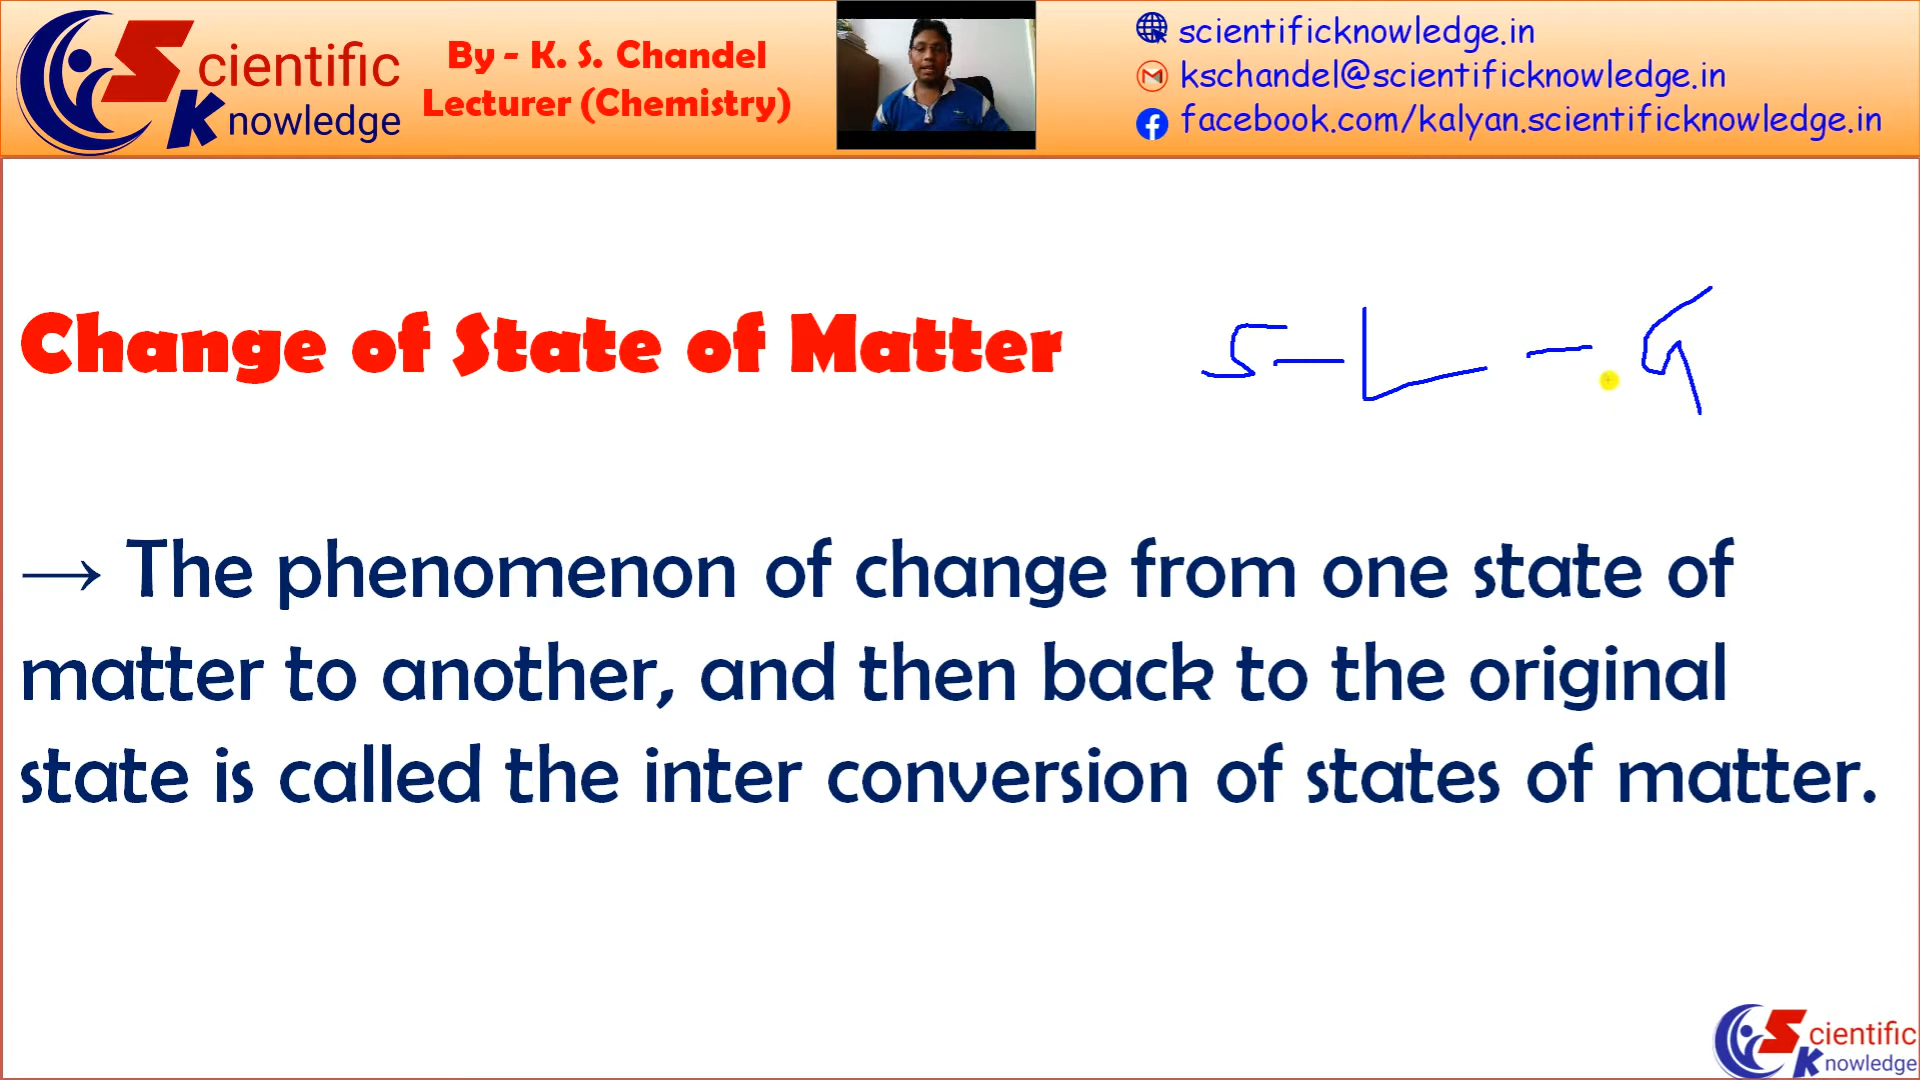 Scientific
Knowledge
By - K. S. Chandel
Lecturer (Chemistry)
scientificknowledge.in
kschandel@scientificknowledge.in
facebook.com/kalyan.scientificknowledge.in
Change of State of Matter
S - L - G
→ The phenomenon of change from one state of
matter to another, and then back to the original
state is called the inter conversion of states of matter.
Scientific
Knowledge